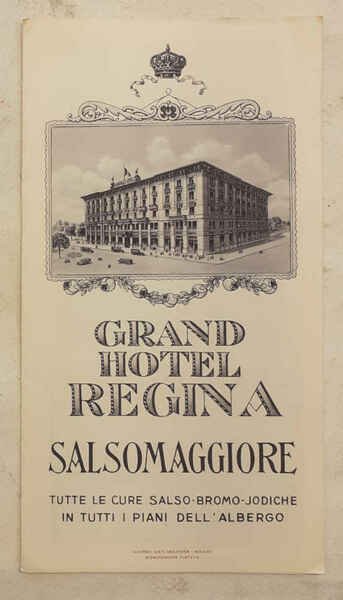 GRAND
HOTEL
REGINA
SALSOMAGGIORE
TUTTE LE CURE SALSO-BROMO-JODICHE
IN TUTTI I PIANI DELL'ALBERGO